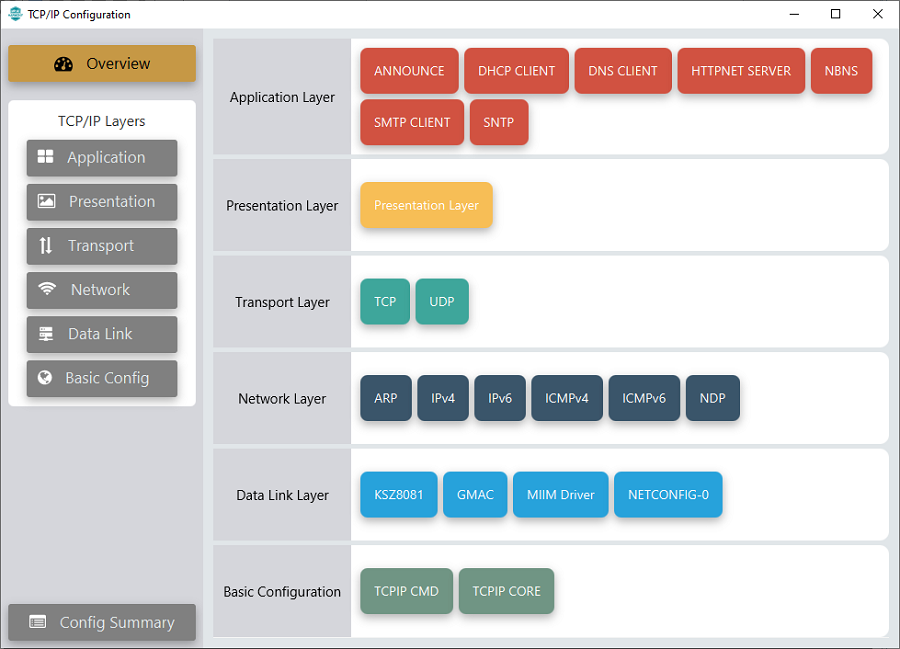 TCP/IP Configuration
Overview
TCP/IP Layers
Application
Presentation
Transport
Network
Data Link
Basic Config
Config Summary
Application Layer
ANNOUNCE DHCP CLIENT DNS CLIENT HTTPNET SERVER NBNS
SMTP CLIENT SNTP
Presentation Layer
Presentation Layer
Transport Layer
TCP UDP
Network Layer
ARP IPv4 IPv6 ICMPv4 ICMPv6 NDP
Data Link Layer
KSZ8081 GMAC MIIM Driver NETCONFIG-0
Basic Configuration
TCPIP CMD TCPIP CORE